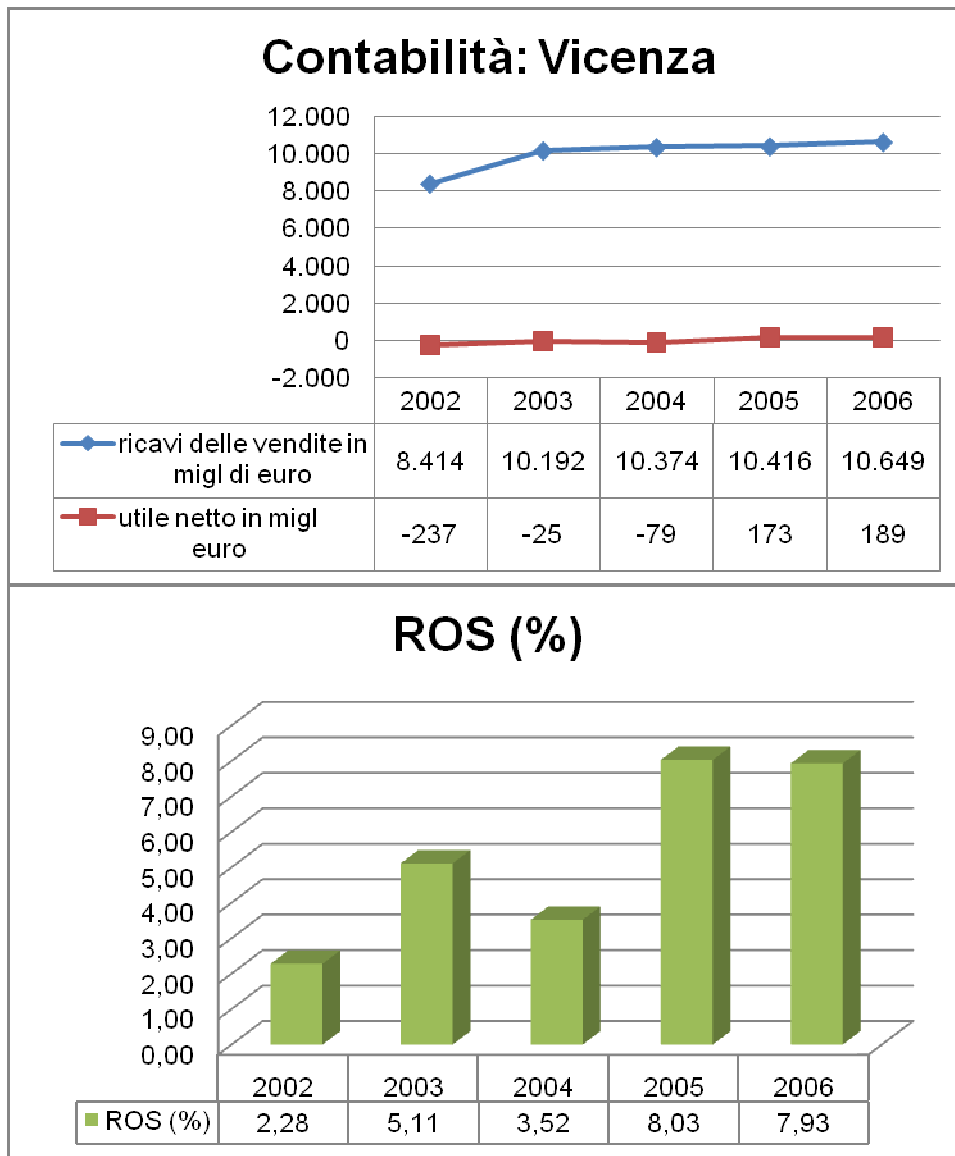 Contabilità: Vicenza
12.000
10.000
8.000
6.000
4.000
2.000
0
-2.000
2002 2003 2004 2005 2006
ricavi delle vendite in
migl di euro
8.414 10.192 10.374 10.416 10.649
utile netto in migl
euro
-237 -25 -79 173 189
ROS (%)
9,00
8,00
7,00
6,00
5,00
4,00
3,00
2,00
1,00
0,00
2002 2003 2004 2005 2006
ROS (%) 2,28 5,11 3,52 8,03 7,93